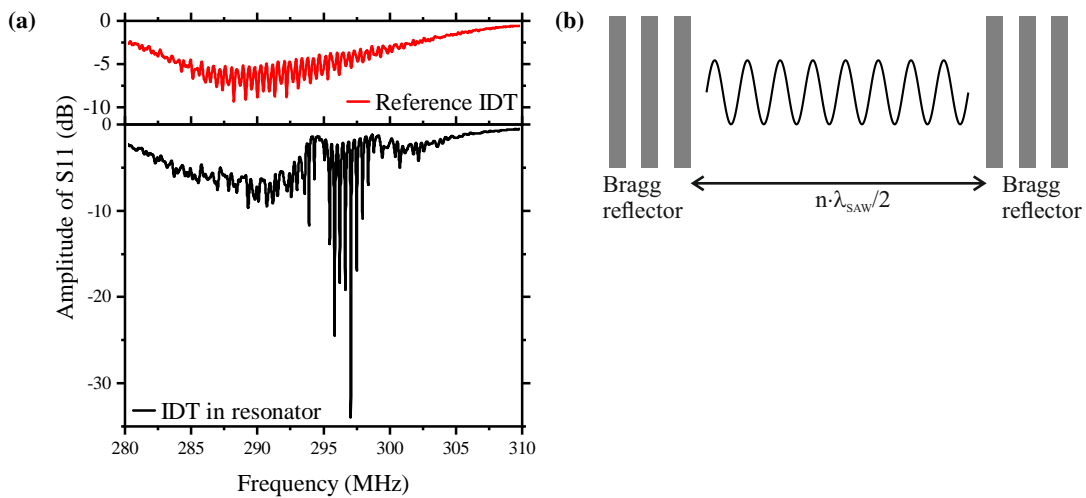 (a)
0
-5
-10
Reference IDT
0
-10
-20
-30
IDT in resonator
Amplitude of S11 (dB)
280 285 290 295 300 305 310
Frequency (MHz)
(b)
Bragg
reflector
n·λSAW/2
Bragg
reflector